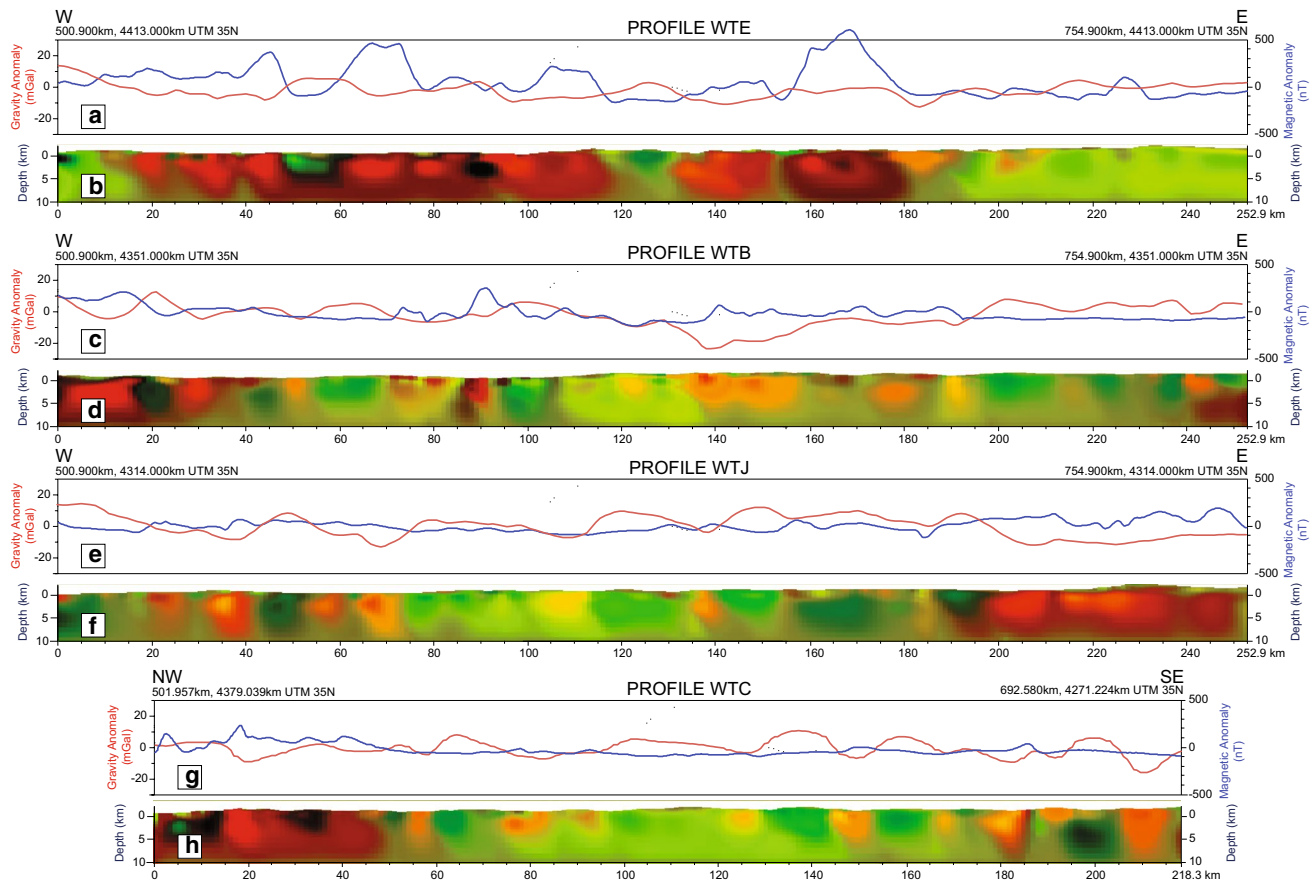 W PROFILE WTE E
500.900km, 4413.000km UTM 35N 754.900km, 4413.000km UTM 35N
Gravity Anomaly (mGal)
20
0
-20
a
500
0
-500
Magnetic Anomaly (nT)
Depth (km)
0
5
10
b
0
5
10
Depth (km)
0 20 40 60 80 100 120 140 160 180 200 220 240 252.9 km
W PROFILE WTB E
500.900km, 4351.000km UTM 35N 754.900km, 4351.000km UTM 35N
Gravity Anomaly (mGal)
20
0
-20
c
500
0
-500
Magnetic Anomaly (nT)
Depth (km)
0
5
10
d
0
5
10
Depth (km)
0 20 40 60 80 100 120 140 160 180 200 220 240 252.9 km
W PROFILE WTJ E
500.900km, 4314.000km UTM 35N 754.900km, 4314.000km UTM 35N
Gravity Anomaly (mGal)
20
0
-20
e
500
0
-500
Magnetic Anomaly (nT)
Depth (km)
0
5
10
f
0
5
10
Depth (km)
0 20 40 60 80 100 120 140 160 180 200 220 240 252.9 km
NW PROFILE WTC SE
501.957km, 4379.039km UTM 35N 692.580km, 4271.224km UTM 35N
Gravity Anomaly (mGal)
20
0
-20
g
500
0
-500
Magnetic Anomaly (nT)
Depth (km)
0
5
10
h
0
5
10
Depth (km)
0 20 40 60 80 100 120 140 160 180 200 218.3 km